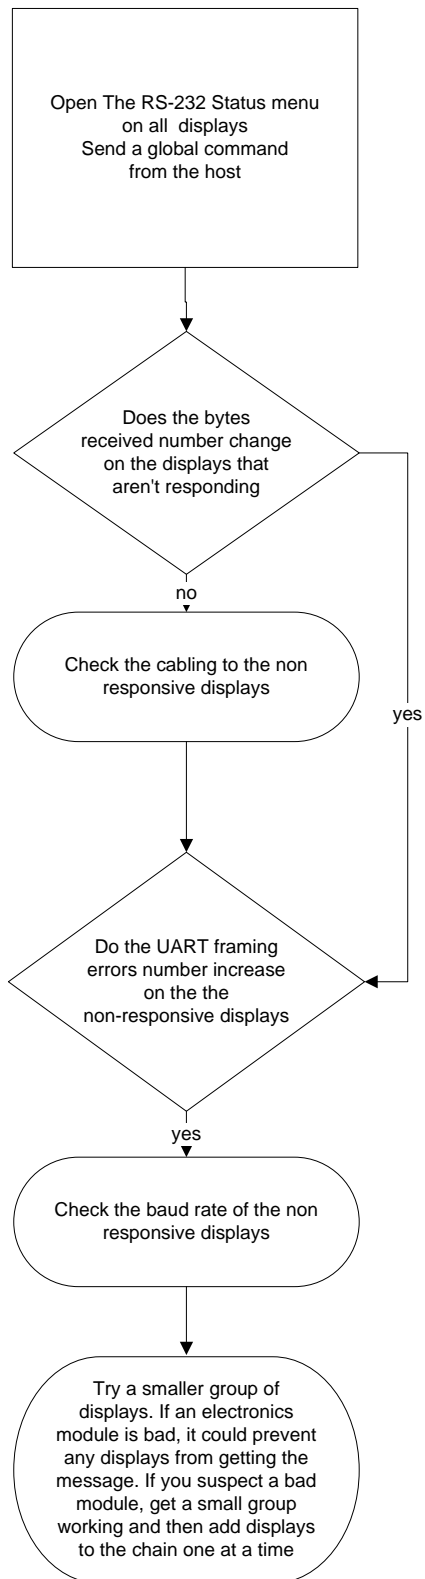 Open The RS-232 Status menu
on all displays
Send a global command
from the host
Does the bytes
received number change
on the displays that
aren't responding
no
Check the cabling to the non
responsive displays
yes
Do the UART framing
errors number increase
on the the
non-responsive displays
yes
Check the baud rate of the non
responsive displays
Try a smaller group of
displays. If an electronics
module is bad, it could prevent
any displays from getting the
message. If you suspect a bad
module, get a small group
working and then add displays
to the chain one at a time